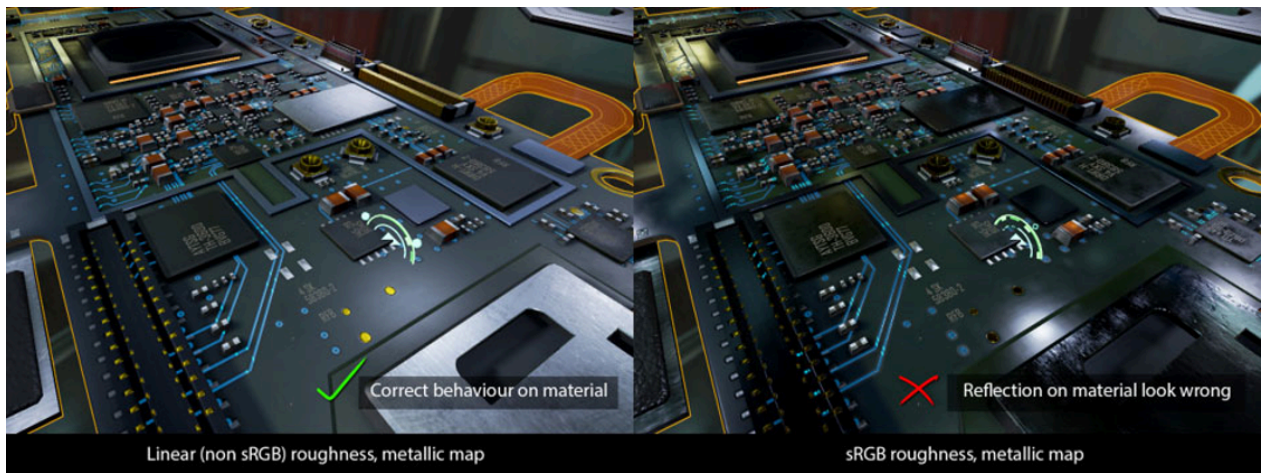 Correct behaviour on material
Reflection on material look wrong
Linear (non sRGB) roughness, metallic map
sRGB roughness, metallic map